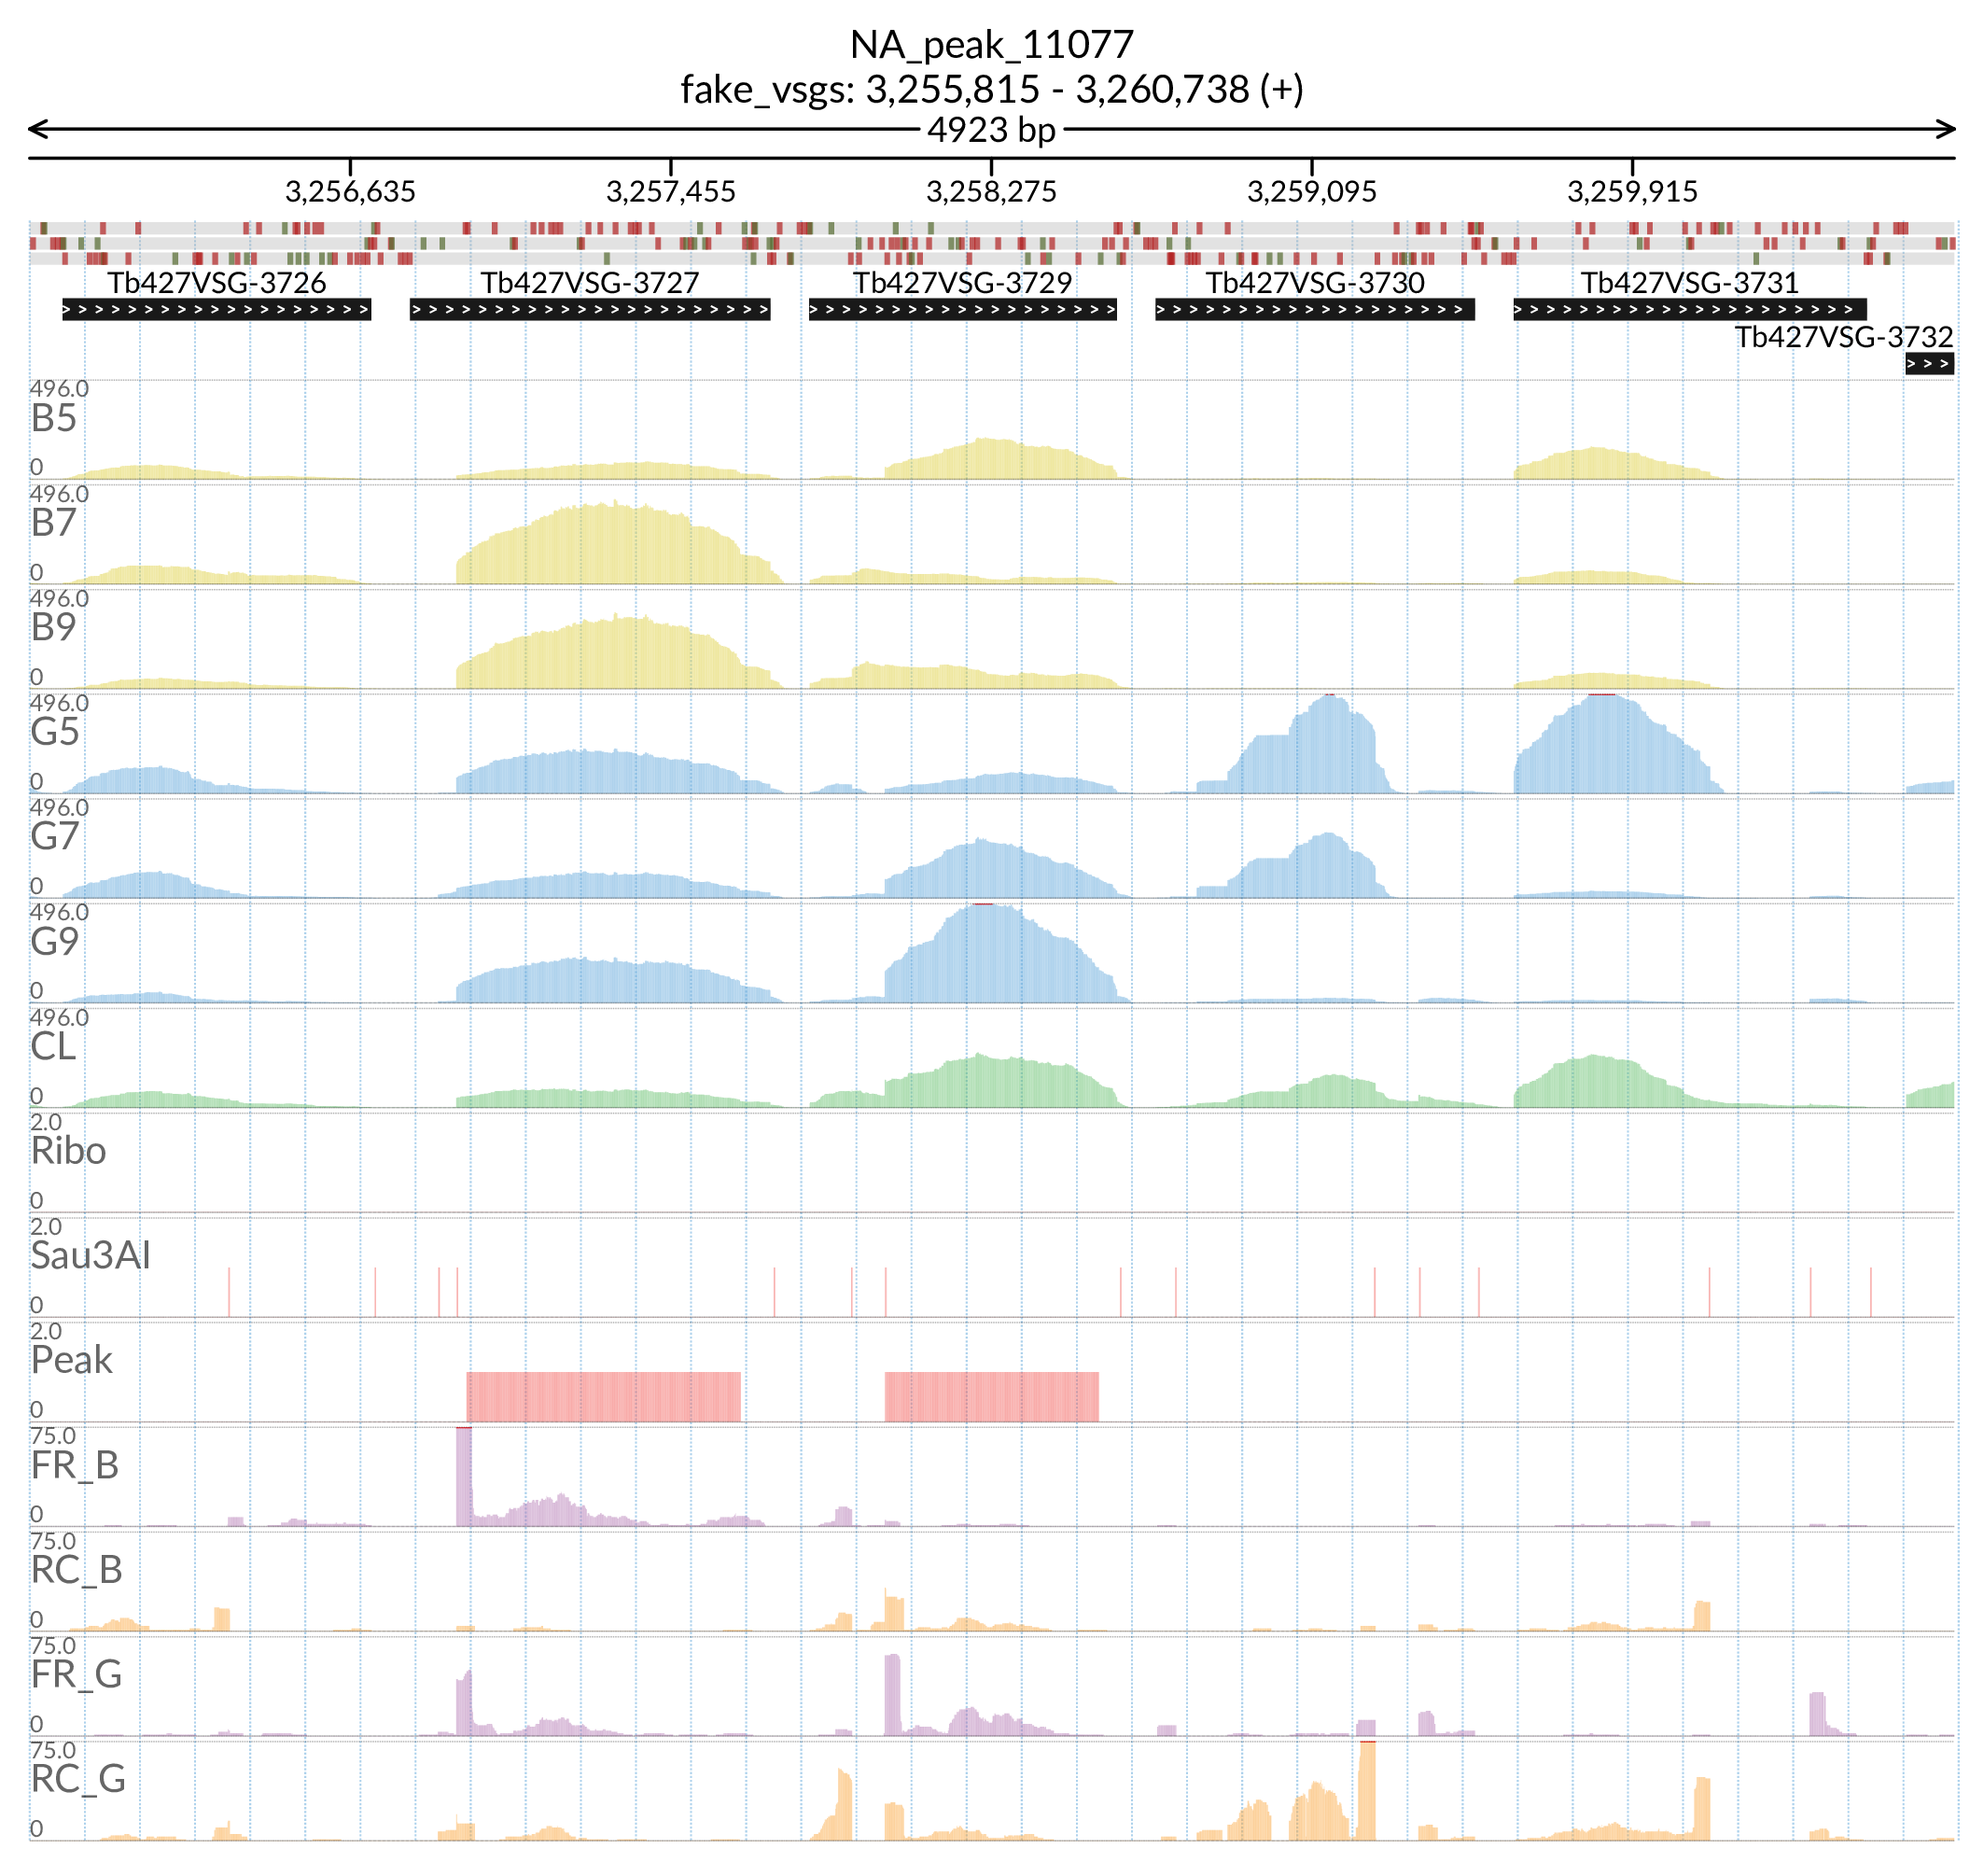 NA_peak_11077
fake_vsgs: 3,255,815 - 3,260,738 (+)
4923 bp
3,256,635 3,257,455 3,258,275 3,259,095 3,259,915
Tb427VSG-3726 Tb427VSG-3727 Tb427VSG-3729 Tb427VSG-3730 Tb427VSG-3731
Tb427VSG-3732
496.0
B5
0
496.0
B7
0
496.0
B9
0
496.0
G5
0
496.0
G7
0
496.0
G9
0
496.0
CL
0
2.0
Ribo
0
2.0
Sau3AI
0
2.0
Peak
0
75.0
FR_B
0
75.0
RC_B
0
75.0
FR_G
0
75.0
RC_G
0